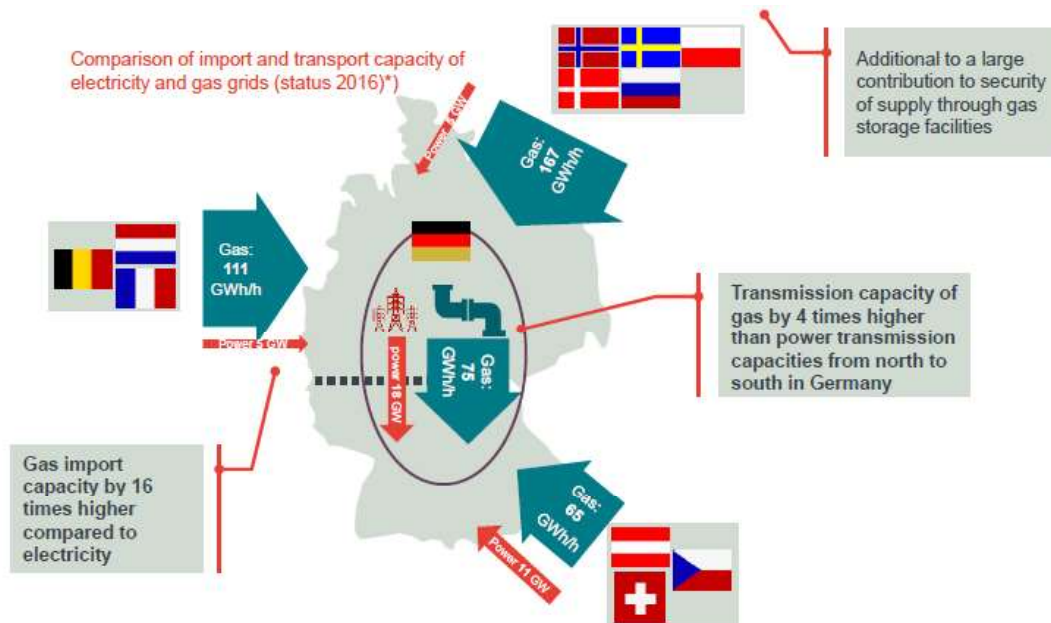 Comparison of import and transport capacity of
electricity and gas grids (status 2016)*)
Additional to a large
contribution to security
of supply through gas
storage facilities
Power GW
Gas:
167
GWh/h
Gas:
111
GWh/h
Power 5 GW
Transmission capacity of
gas by 4 times higher
than power transmission
capacities from north to
south in Germany
power 18 GW
Gas:
75
GWh/h
Gas import
capacity by 16
times higher
compared to
electricity
Gas:
65
GWh/h
Power 11 GW